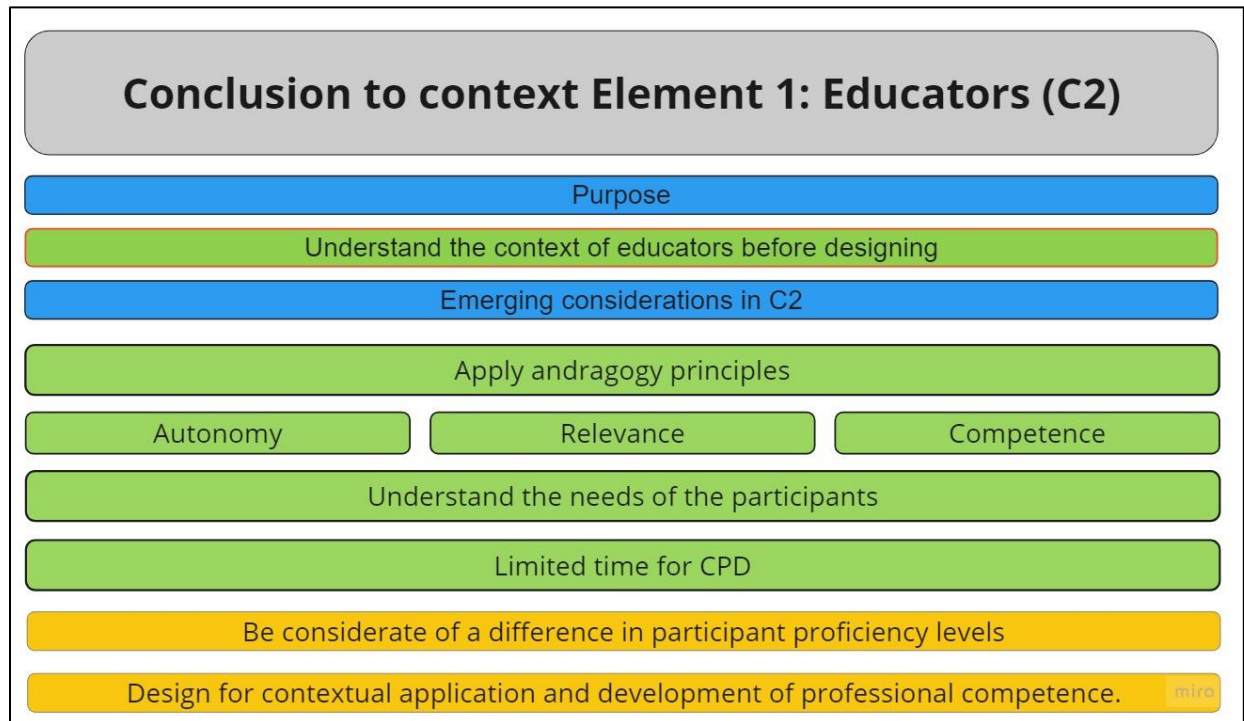 Conclusion to context Element 1: Educators (C2)
Purpose
Understand the context of educators before designing
Emerging considerations in C2
Apply andragogy principles
Autonomy
Relevance
Competence
Understand the needs of the participants
Limited time for CPD
Be considerate of a difference in participant proficiency levels
Design for contextual application and development of professional competence.
miro